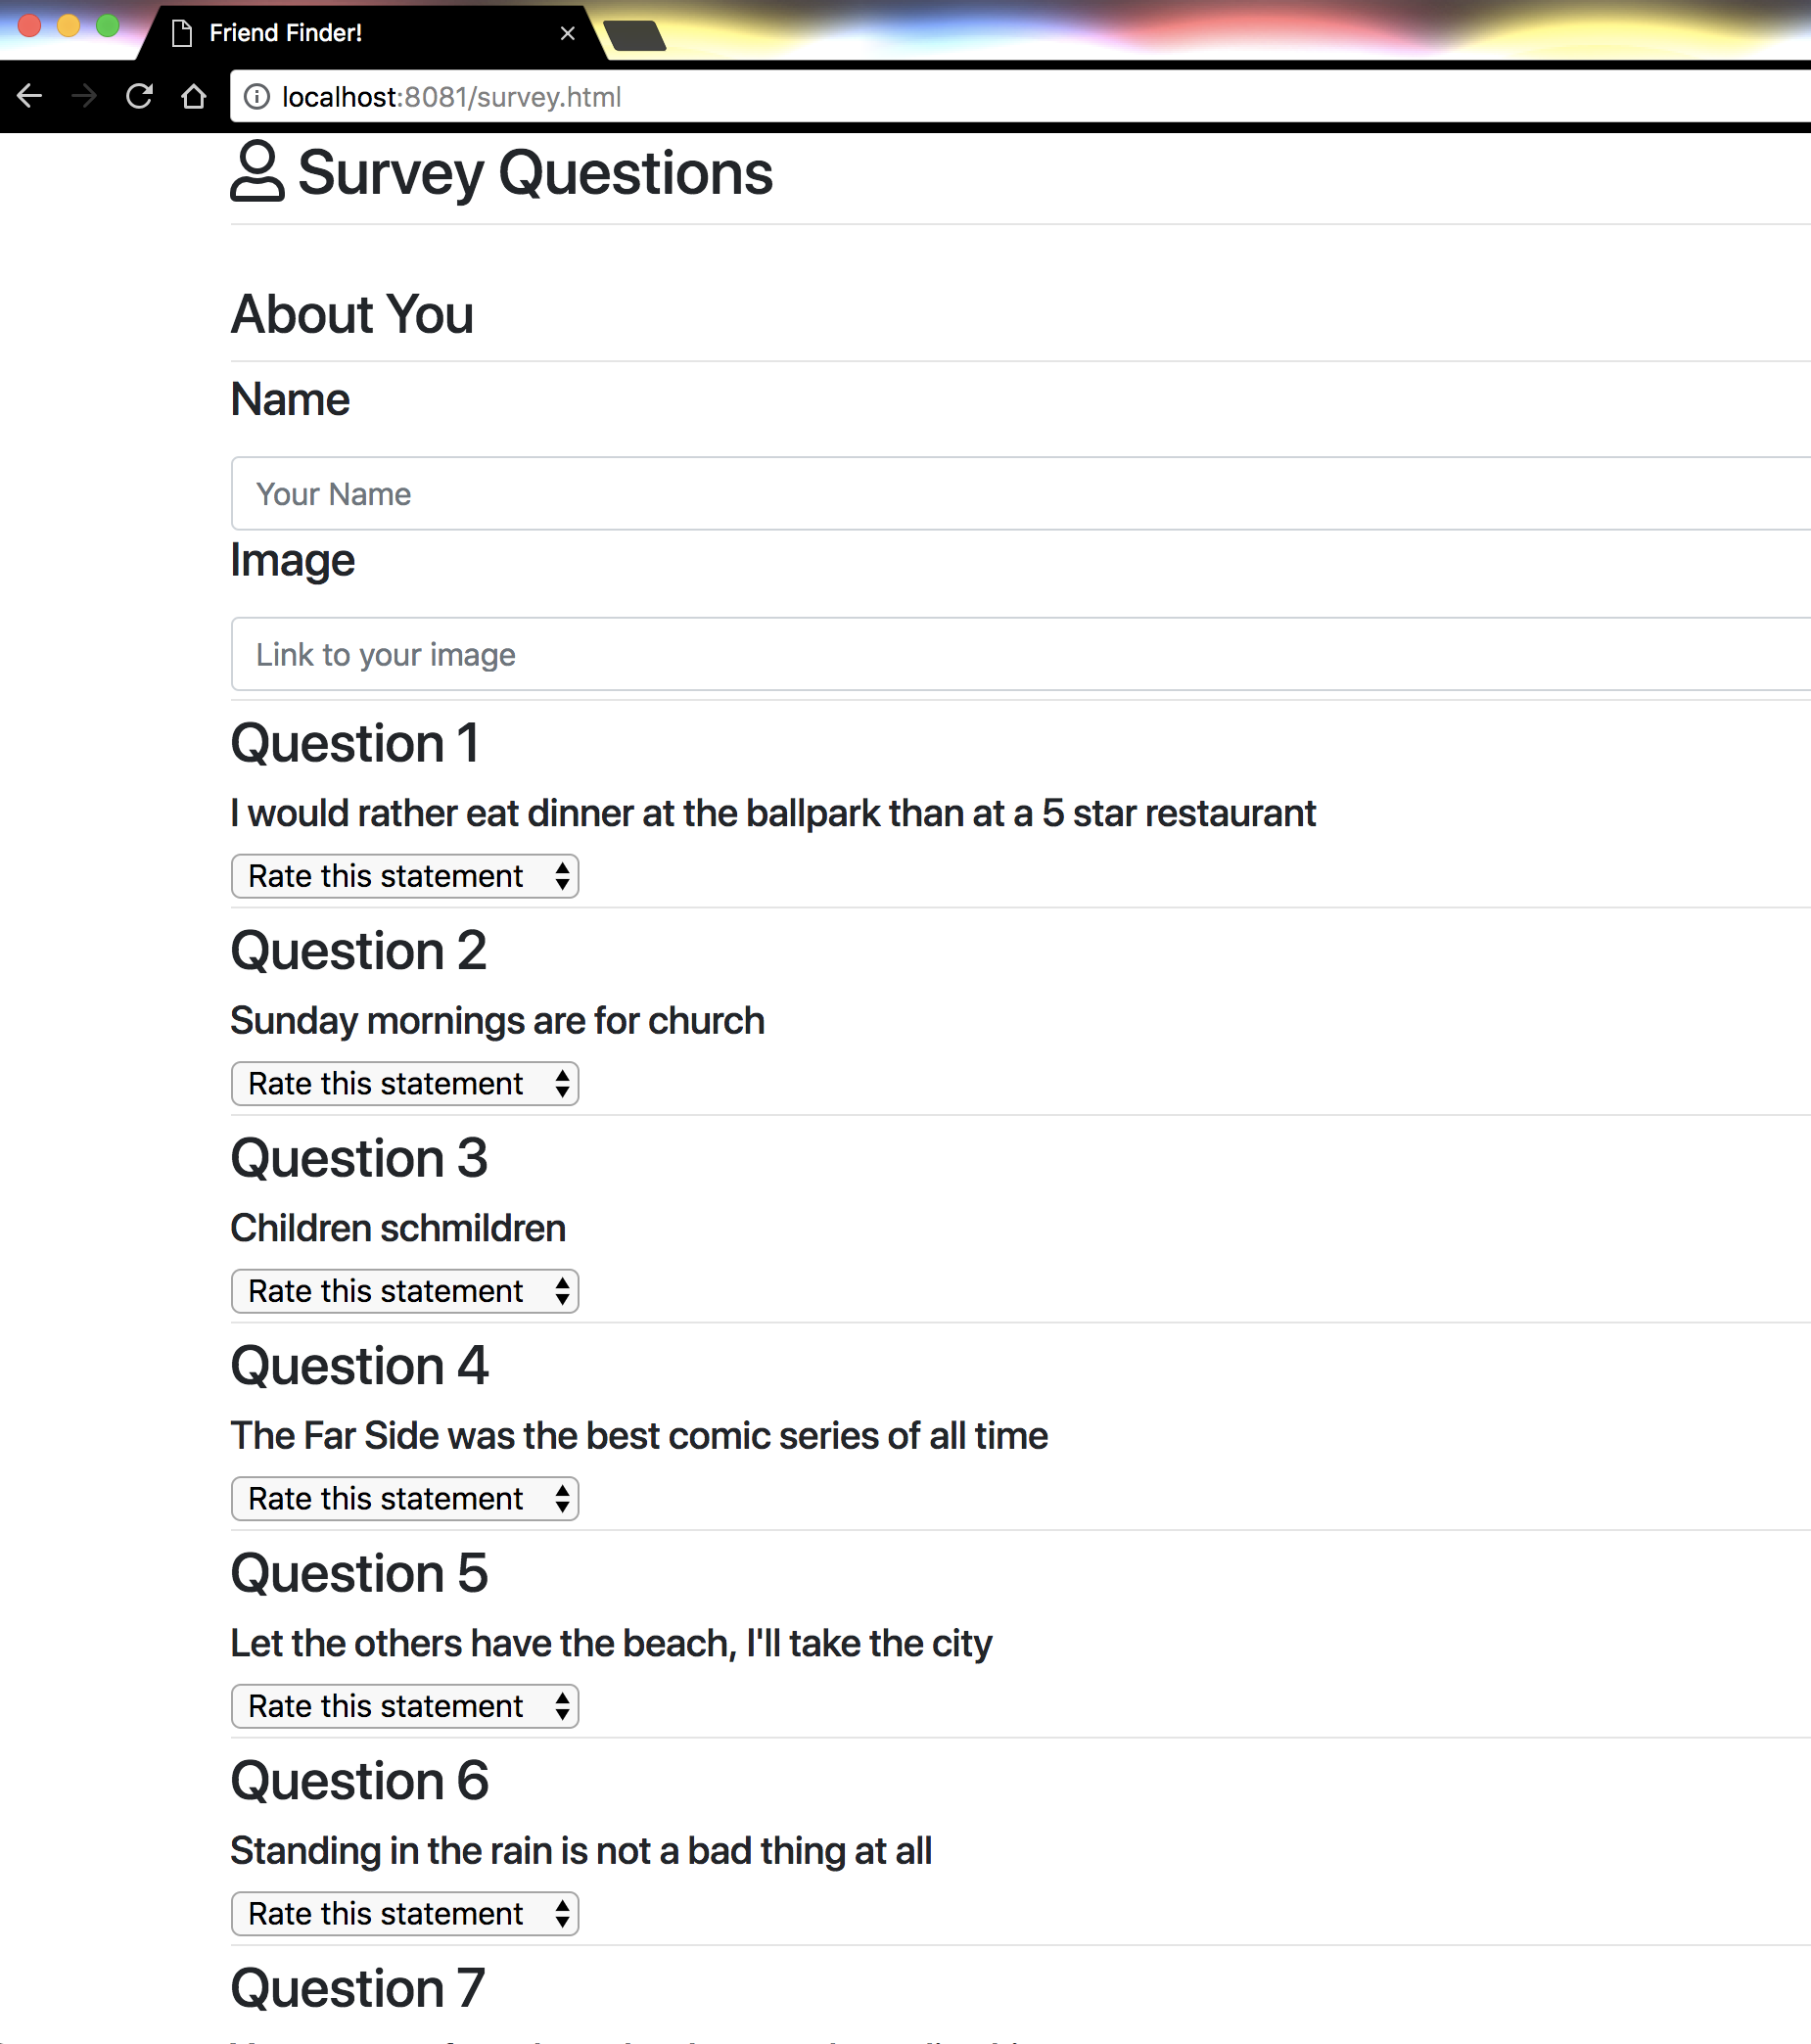 Friend Finder!
localhost:8081/survey.html
Survey Questions
About You
Name
Your Name
Image
Link to your image
Question 1
I would rather eat dinner at the ballpark than at a 5 star restaurant
Rate this statement
Question 2
Sunday mornings are for church
Rate this statement
Question 3
Children schmildren
Rate this statement
Question 4
The Far Side was the best comic series of all time
Rate this statement
Question 5
Let the others have the beach, I'll take the city
Rate this statement
Question 6
Standing in the rain is not a bad thing at all
Rate this statement
Question 7